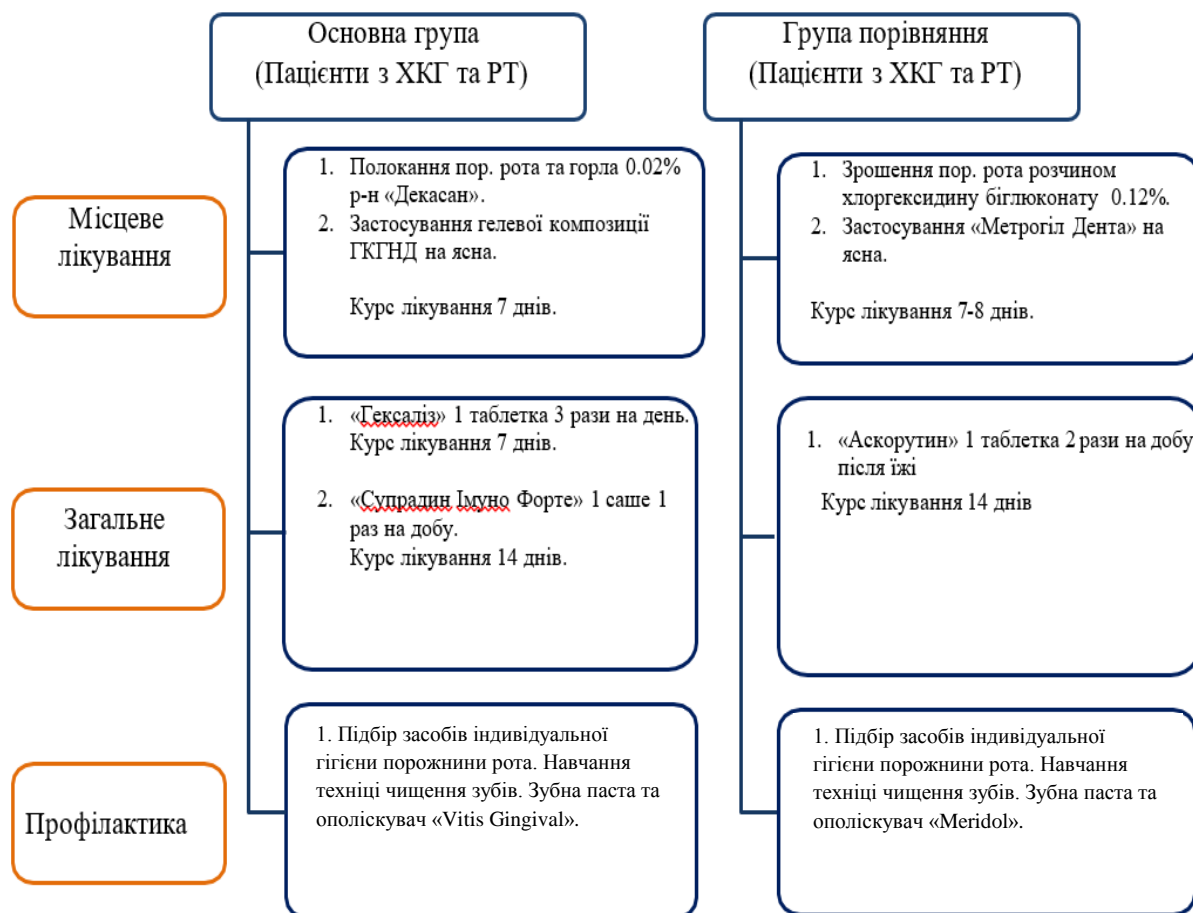 Основна група
(Пацієнти з ХКГ та РТ)
Група порівняння
(Пацієнти з ХКГ та РТ)
Місцеве
лікування
1. Полокання пор. рота та горла 0.02%
р-н «Декасан».
2. Застосування гелевої композиції
ГКГНД на ясна.
Курс лікування 7 днів.
1. Зрошення пор. рота розчином
хлоргексидину біглюконату 0.12%.
2. Застосування «Метрогіл Дента» на
ясна.
Курс лікування 7-8 днів.
Загальне
лікування
1. «Гексаліз» 1 таблетка 3 рази на день.
Курс лікування 7 днів.
2. «Супрадин Імуно Форте» 1 саше 1
раз на добу.
Курс лікування 14 днів.
1. «Аскорутин» 1 таблетка 2 рази на добу
після їжі
Курс лікування 14 днів
Профілактика
1. Підбір засобів індивідуальної
гігієни порожнини рота. Навчання
техніці чищення зубів. Зубна паста та
ополіскувач «Vitis Gingival».
1. Підбір засобів індивідуальної
гігієни порожнини рота. Навчання
техніці чищення зубів. Зубна паста та
ополіскувач «Meridol».